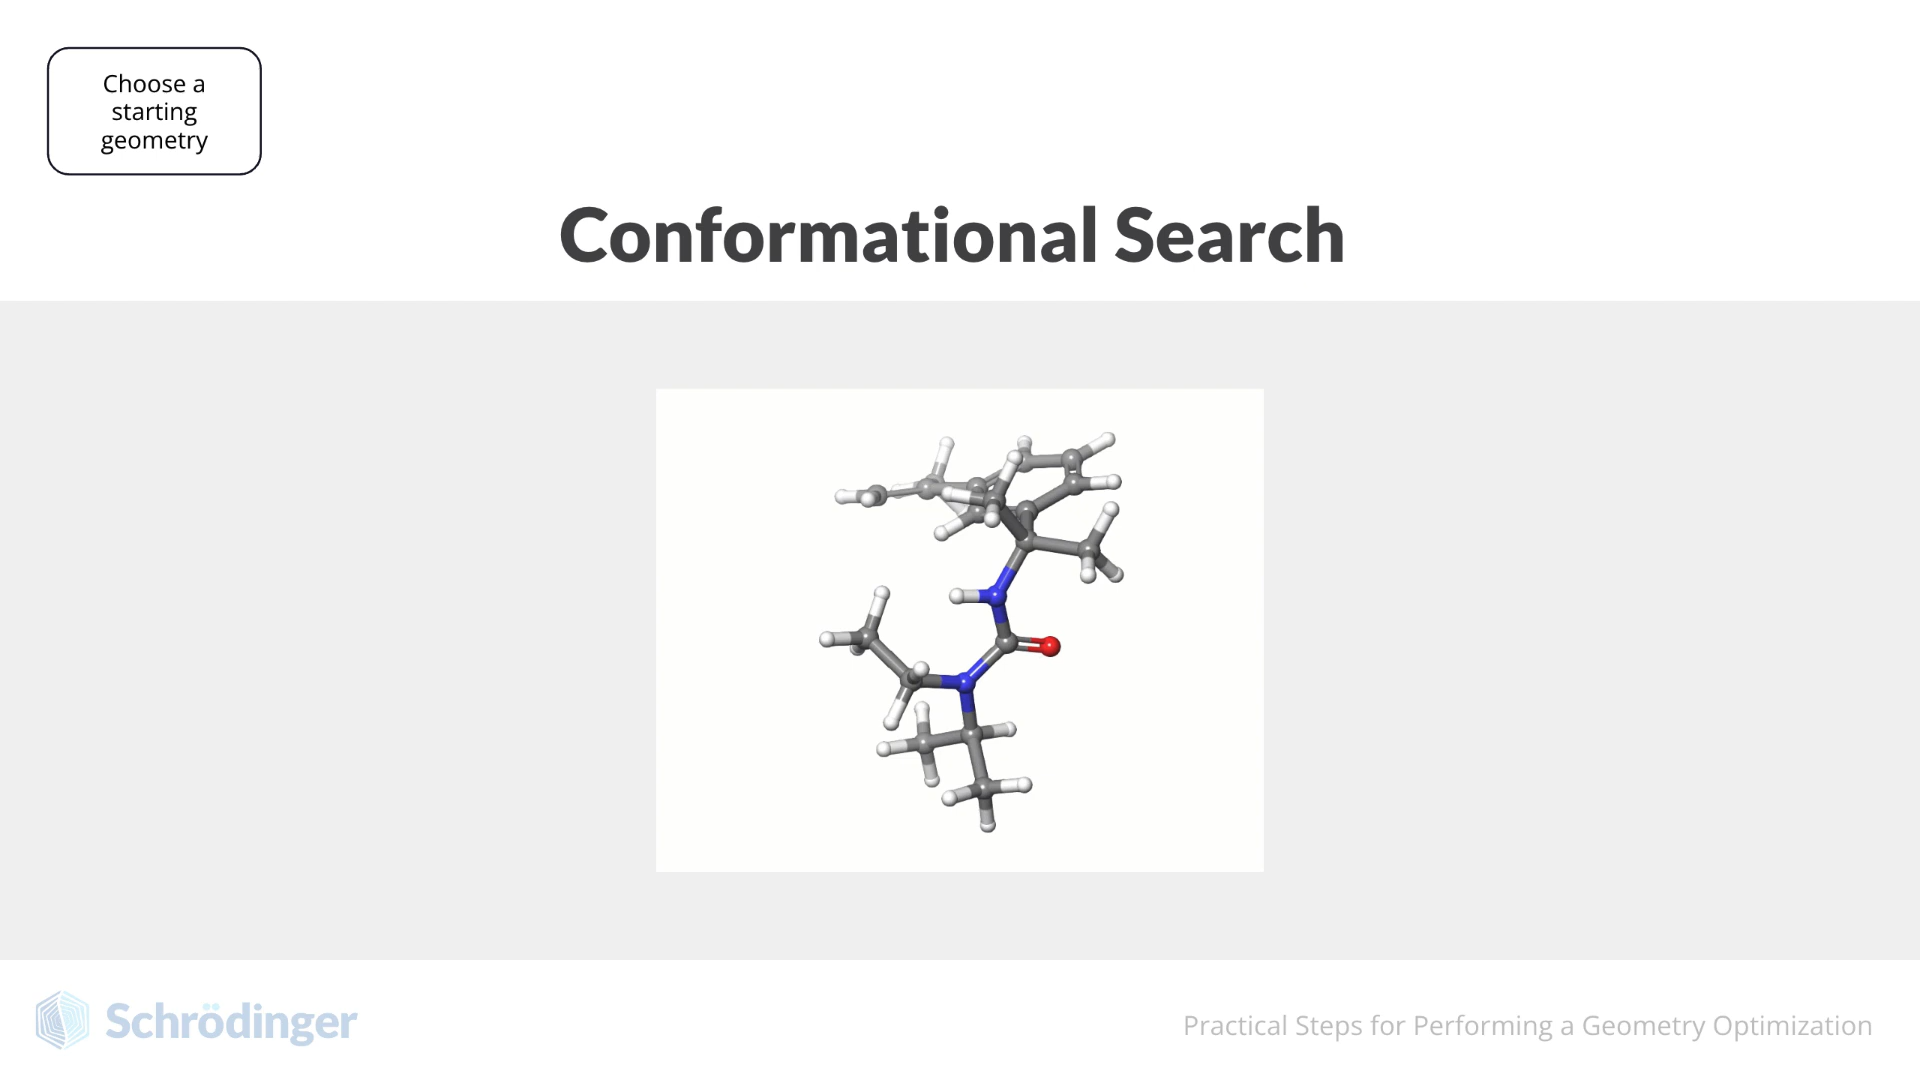 Choose a
starting
geometry
Conformational Search
Schrödinger
Practical Steps for Performing a Geometry Optimization